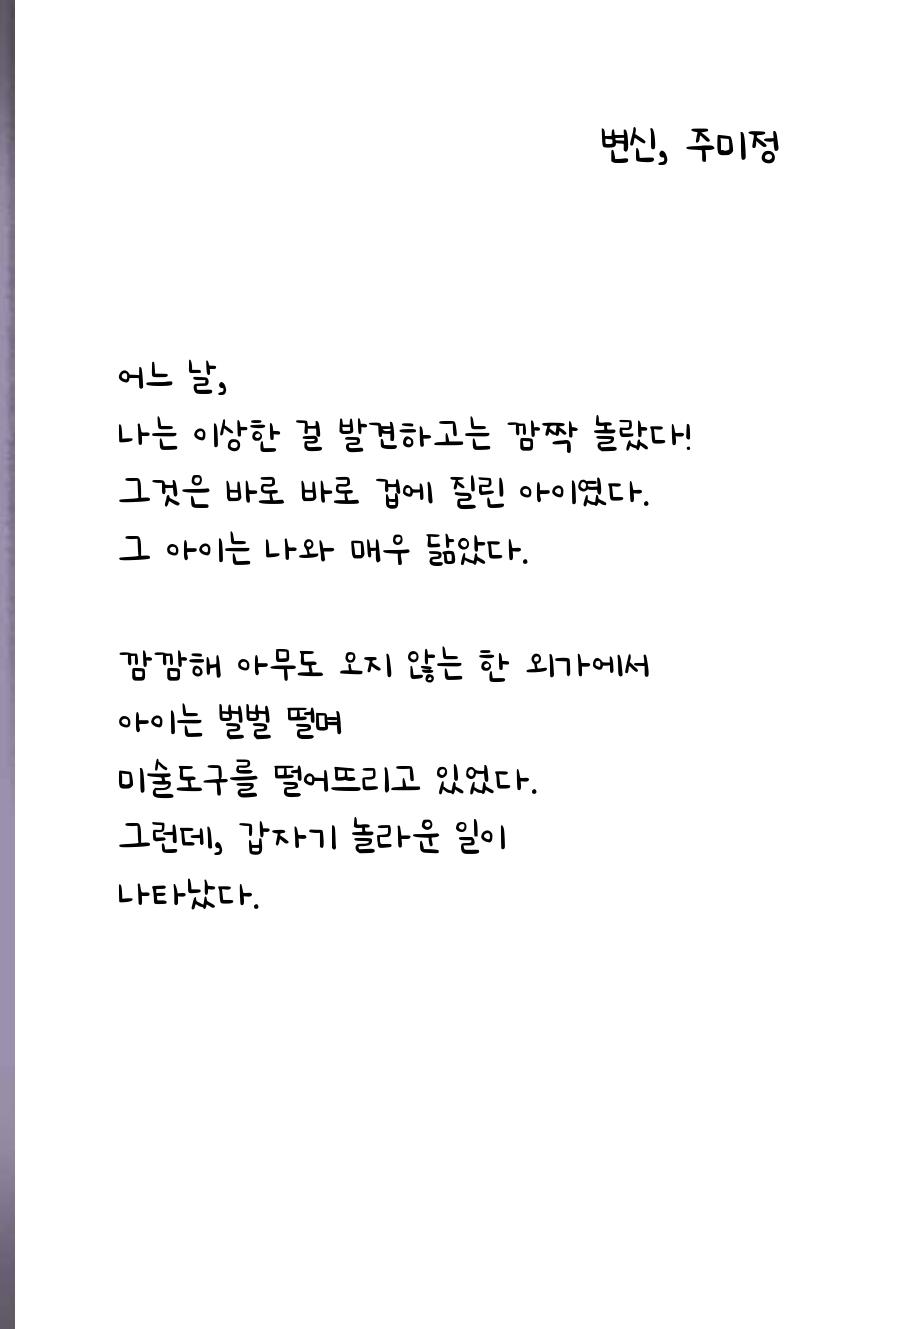 변신, 주미정
어느 날,
나는 이상한 걸 발견하고는 깜짝 놀랐다!
그것은 바로 바로 겁에 질린 아이였다.
그 아이는 나와 매우 닮았다.
깜깜해 아무도 오지 않는 한 외가에서
아이는 벌벌 떨며
미술도구를 떨어뜨리고 있었다.
그런데, 갑자기 놀라운 일이
나타났다.